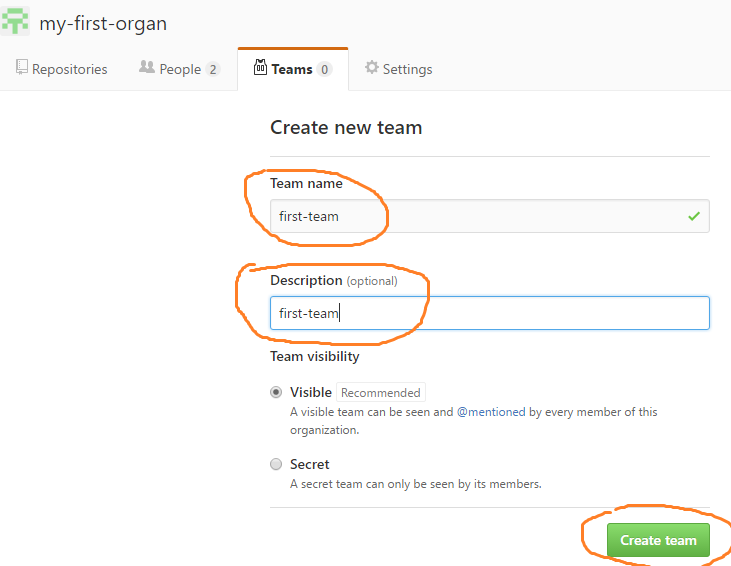 my-first-organ
Repositories People 2 Teams 0 Settings
Create new team
Team name
first-team
Description (optional)
first-team
Team visibility
Visible Recommended
A visible team can be seen and @mentioned by every member of this
organization.
Secret
A secret team can only be seen by its members.
Create team